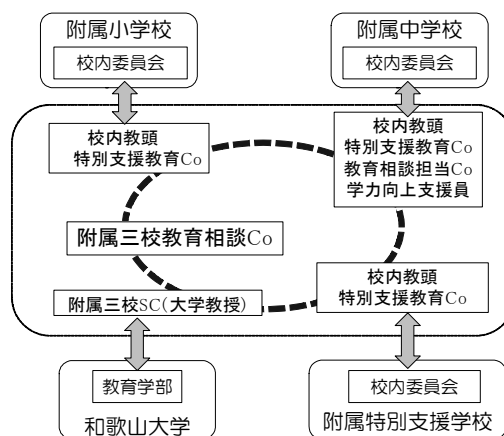 附属小学校
校内委員会
附属中学校
校内委員会
校内教頭
特別支援教育Co
校内教頭
特別支援教育Co
教育相談担当Co
学力向上支援員
附属三校教育相談Co
附属三校SC(大学教授)
校内教頭
特別支援教育Co
教育学部
和歌山大学
校内委員会
附属特別支援学校